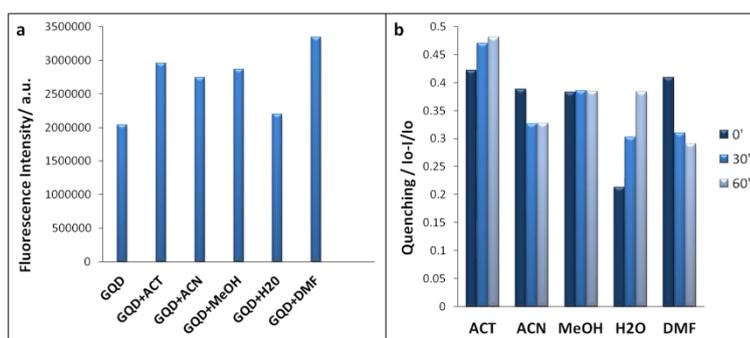 a
Fluorescence Intensity/ a.u.
3500000
3000000
2500000
2000000
1500000
1000000
500000
0
GQD
GQD+ACT
GQD+ACN
GQD+MeOH
GQD+H20
GQD+DMF
b
Quenching / Io-I/Io
0.5
0.45
0.4
0.35
0.3
0.25
0.2
0.15
0.1
0.05
0
ACT ACN MeOH H2O DMF
0'
30'
60'